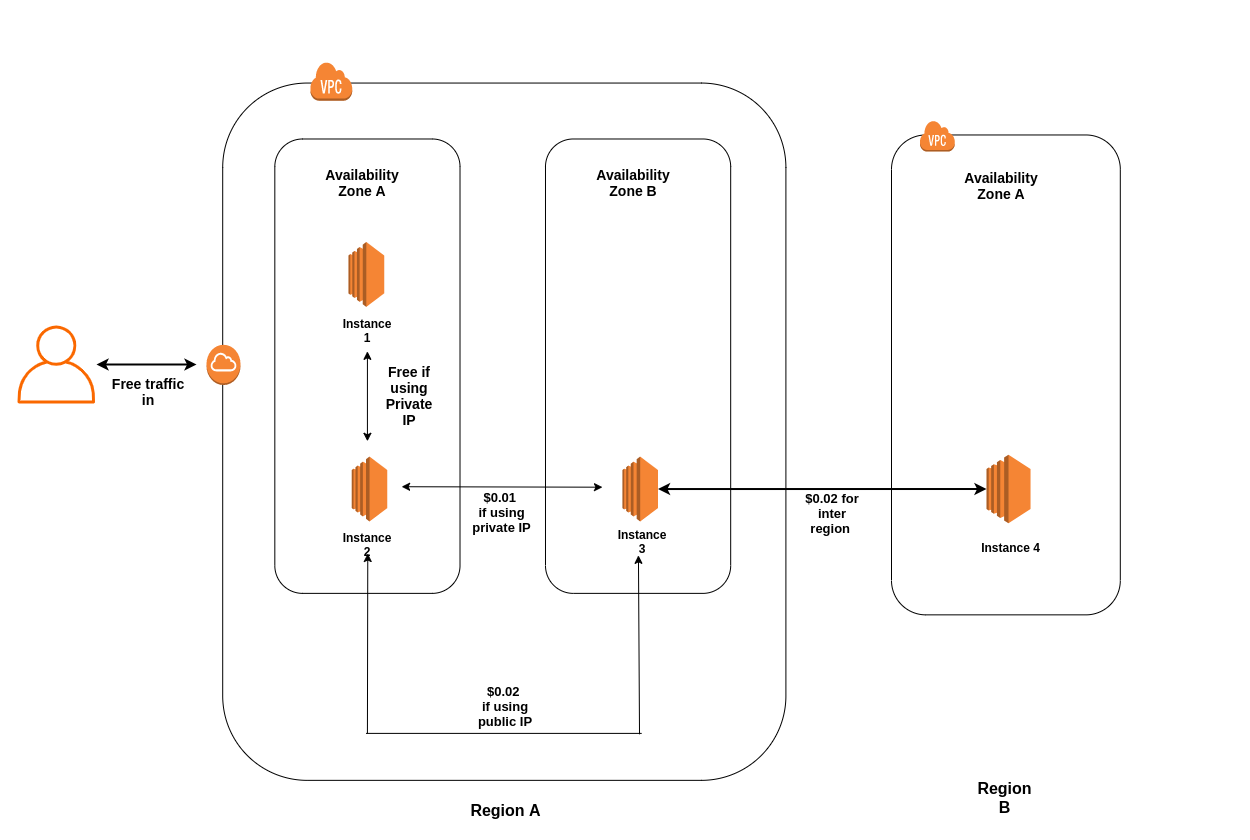 VPC
VPC
Availability
Zone A
Availability
Zone B
Availability
Zone A
Instance
1
Free traffic
in
Free if
using
Private
IP
$0.01
if using
private IP
$0.02 for
inter
region
Instance
2
Instance
3
Instance 4
$0.02
if using
public IP
Region A
Region
B